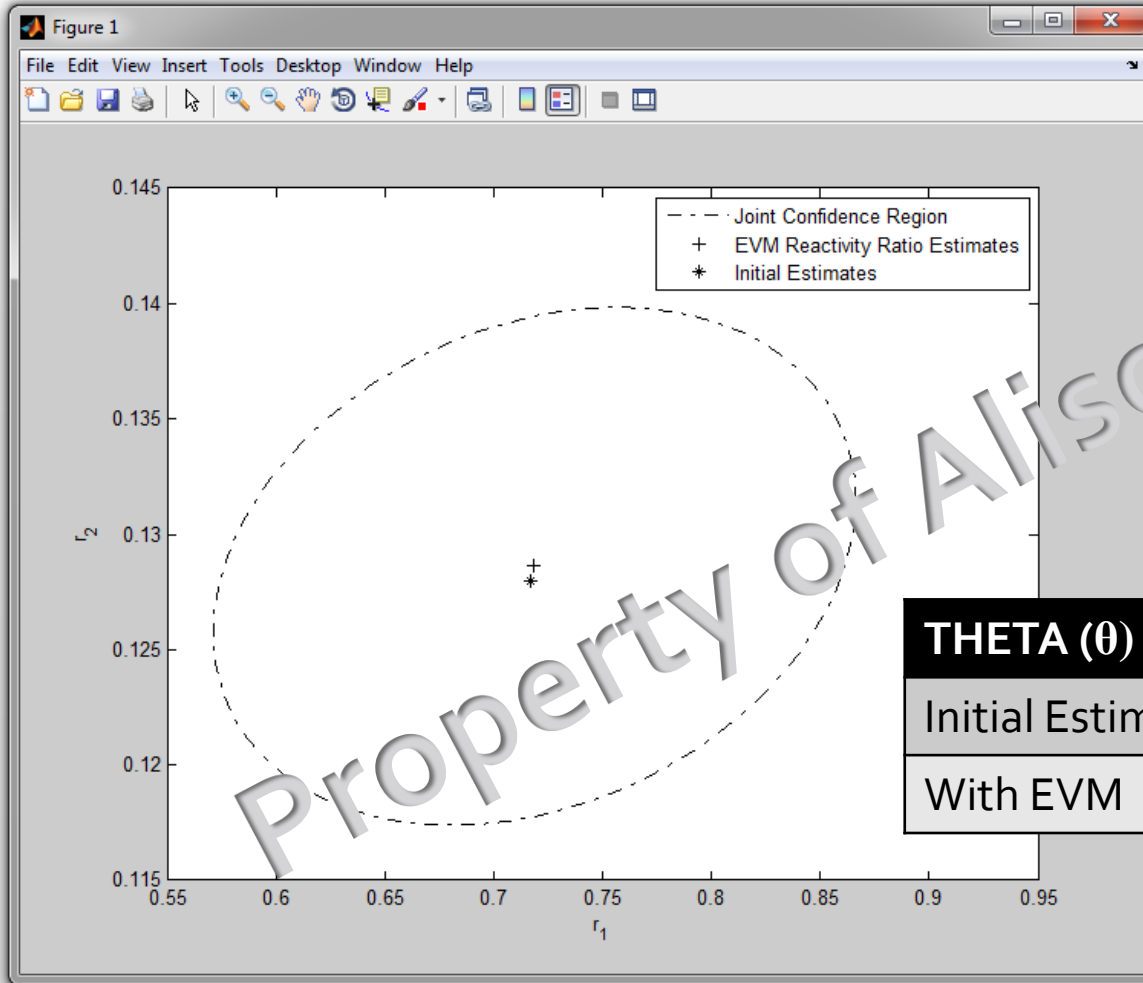 Figure 1
File Edit View Insert Tools Desktop Window Help
0.145
0.14
0.135
0.13
0.125
0.12
0.115
r2
Joint Confidence Region
EVM Reactivity Ratio Estimates
Initial Estimates
0.55 0.6 0.65 0.7 0.75 0.8 0.85 0.9 0.95
r1
Property of
THETA (θ)
Initial
With EVM